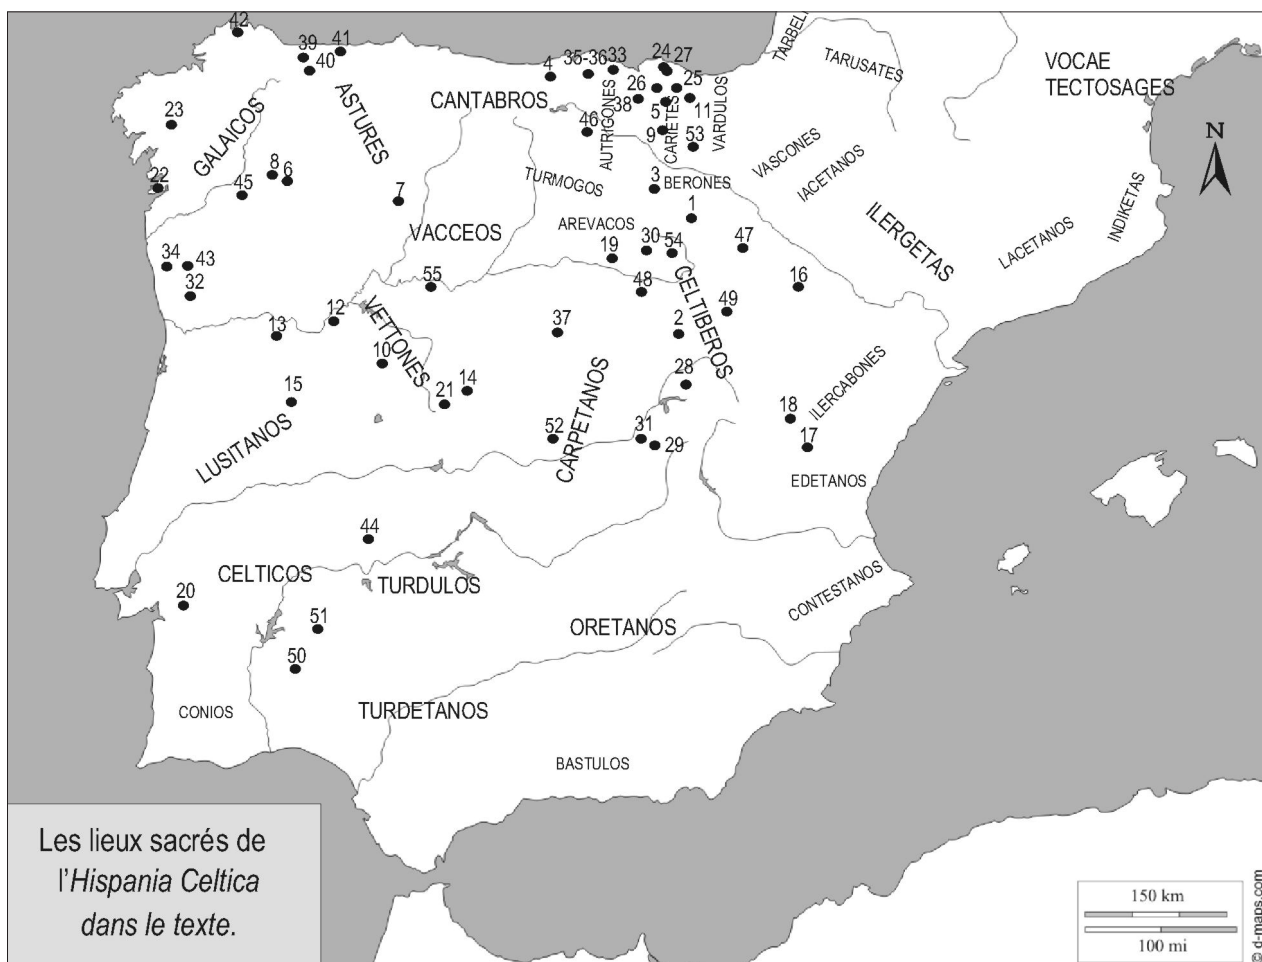 42
39
41
40
35-36
33
4
24
27
26
25
38
5
11
9
53
46
TARBELI
TARUSATES
VOCAE
TECTOSAGES
N
CANTABROS
ASTURES
AUTRIGONES
CARIETES
VARDULOS
23
GALAICOS
8
6
22
45
7
TURMOGOS
3
BERONES
VASCONES
IACETANOS
ILERGETAS
LACETANOS
INDIKETAS
VACCEOS
AREVACOS
1
19
30
54
47
34
43
32
55
48
CELTIBEROS
16
49
12
13
VETTONES
37
2
10
28
15
21
14
18
ILERCABONES
17
LUSITANOS
52
CARPETANOS
31
29
EDETANOS
44
CELTICOS
TURDULOS
20
51
ORETANOS
CONTESTANOS
50
CONIOS
TURDETANOS
BASTULOS
Les lieux sacrés de
l'Hispania Celtica
dans le texte.
150 km
100 mi
© d-maps.com